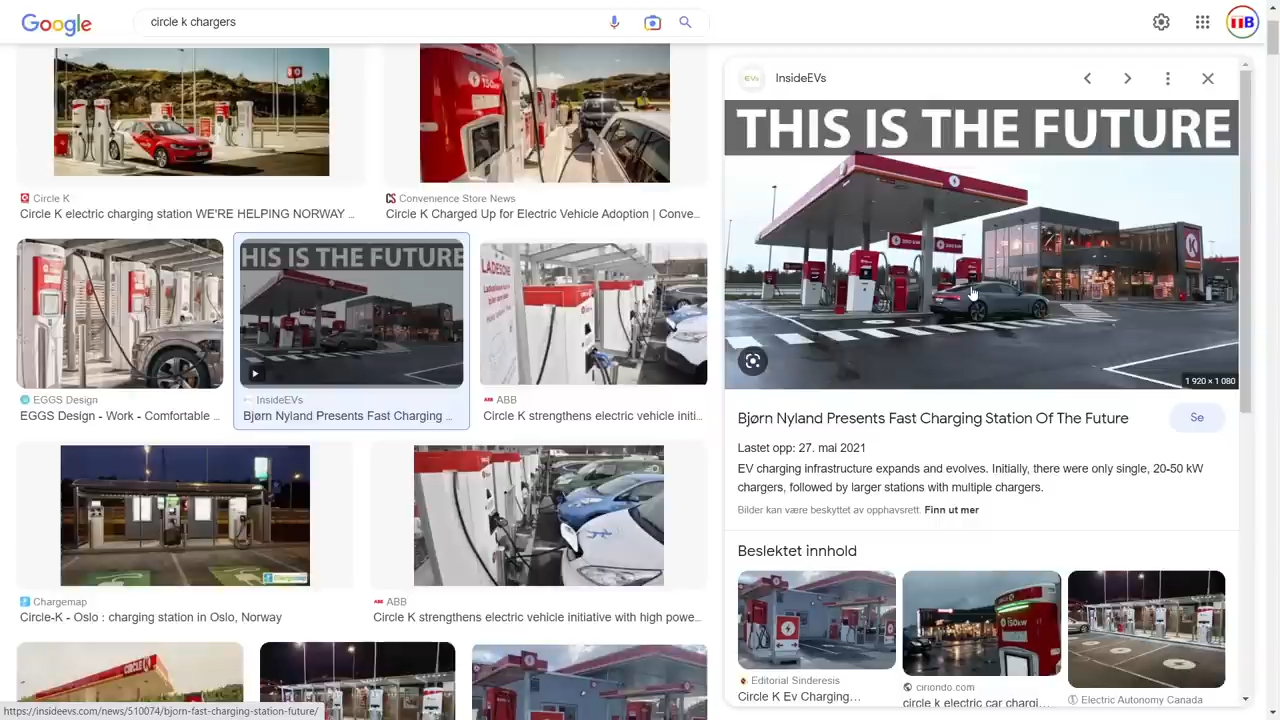 Google
circle k chargers
Circle K
Circle K electric charging station WE'RE HELPING NORWAY ...
Convenience Store News
Circle K Charged Up for Electric Vehicle Adoption | Conve...
EGGS Design
EGGS Design - Work - Comfortable ...
THIS IS THE FUTURE
InsideEVs
Bjørn Nyland Presents Fast Charging ...
LADESONE
ABB
Circle K strengthens electric vehicle initi...
Chargemap
Chargemap
Circle-K - Oslo : charging station in Oslo, Norway
ABB
Circle K strengthens electric vehicle initiative with high powe...
CIRCLE K
https://insideevs.com/news/510074/bjorn-fast-charging-station-future/
EVs
InsideEVs
THIS IS THE FUTURE
K
1 920 × 1 080
Bjørn Nyland Presents Fast Charging Station Of The Future
Se
Lastet opp: 27. mai 2021
EV charging infrastructure expands and evolves. Initially, there were only single, 20-50 kW
chargers, followed by larger stations with multiple chargers.
Bilder kan være beskyttet av opphavsrett. Finn ut mer
Beslektet innhold
Editorial Sinderesis
Circle K Ev Charging...
ciriondo.com
circle k electric car chargi...
Electric Autonomy Canada
TTB